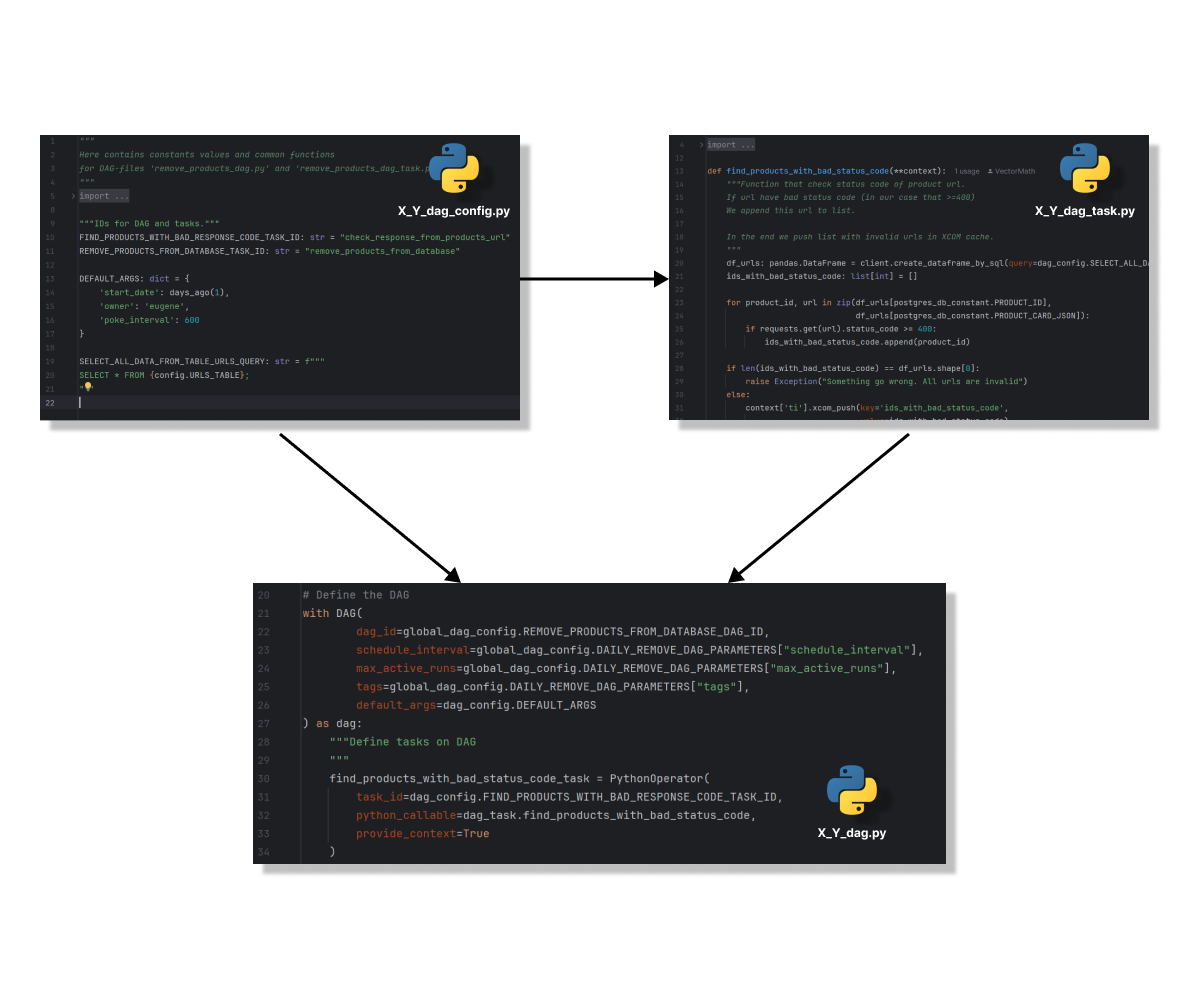 1 """
2 Here contains constants values and common functions
3 for DAG-files 'remove_products_dag.py' and 'remove_products_dag_task.p
4 """
5 import ...
8
9 """IDs for DAG and tasks."""
10 FIND_PRODUCTS_WITH_BAD_RESPONSE_CODE_TASK_ID: str = "check_response_from_products_url"
11 REMOVE_PRODUCTS_FROM_DATABASE_TASK_ID: str = "remove_products_from_database"
12
13 DEFAULT_ARGS: dict = {
14 'start_date': days_ago(1),
15 'owner': 'eugene',
16 'poke_interval': 600
17 }
18
19 SELECT_ALL_DATA_FROM_TABLE_URLS_QUERY: str = f"""
20 SELECT * FROM {config.URLS_TABLE};
21 "
22
X_Y_dag_config.py
4 import ...
12
13 def find_products_with_bad_status_code(**context): 1 usage VectorMath
14 """Function that check status code of product url.
15 If url have bad status code (in our case that >=400)
16 We append this url to list.
17
18 In the end we push list with invalid urls in XCOM cache.
19 """
20 df_urls: pandas.DataFrame = client.create_dataframe_by_sql(query=dag_config.SELECT_ALL_D
21 ids_with_bad_status_code: list[int] = []
22
23 for product_id, url in zip(df_urls[postgres_db_constant.PRODUCT_ID],
24 df_urls[postgres_db_constant.PRODUCT_CARD_JSON]):
25 if requests.get(url).status_code >= 400:
26 ids_with_bad_status_code.append(product_id)
27
28 if len(ids_with_bad_status_code) == df_urls.shape[0]:
29 raise Exception("Something go wrong. All urls are invalid")
30 else:
31 context['ti'].xcom_push(key='ids_with_bad_status_code',
X_Y_dag_task.py
20 # Define the DAG
21 with DAG(
22 dag_id=global_dag_config.REMOVE_PRODUCTS_FROM_DATABASE_DAG_ID,
23 schedule_interval=global_dag_config.DAILY_REMOVE_DAG_PARAMETERS["schedule_interval"],
24 max_active_runs=global_dag_config.DAILY_REMOVE_DAG_PARAMETERS["max_active_runs"],
25 tags=global_dag_config.DAILY_REMOVE_DAG_PARAMETERS["tags"],
26 default_args=dag_config.DEFAULT_ARGS
27 ) as dag:
28 """Define tasks on DAG
29 """
30 find_products_with_bad_status_code_task = PythonOperator(
31 task_id=dag_config.FIND_PRODUCTS_WITH_BAD_RESPONSE_CODE_TASK_ID,
32 python_callable=dag_task.find_products_with_bad_status_code,
33 provide_context=True
34 )
X_Y_dag.py